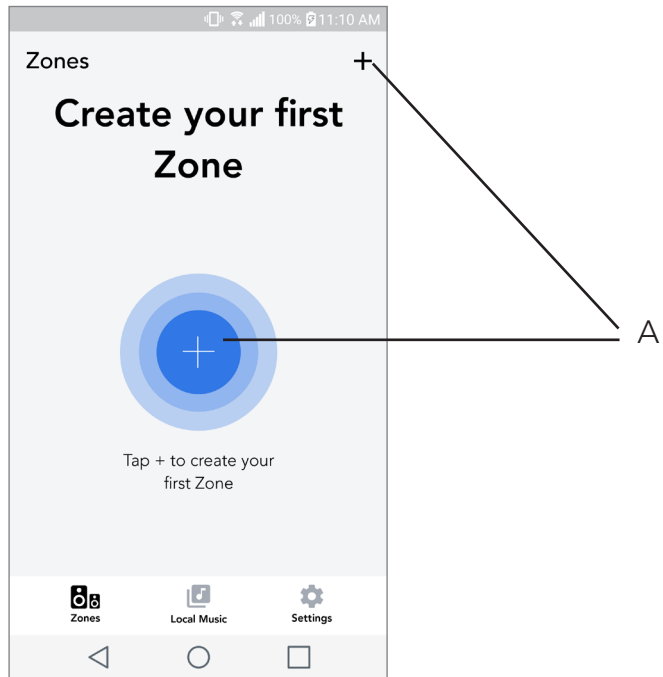 100% 11:10 AM
Zones +
Create your first
Zone
A
Tap + to create your
first Zone
Zones Local Music Settings